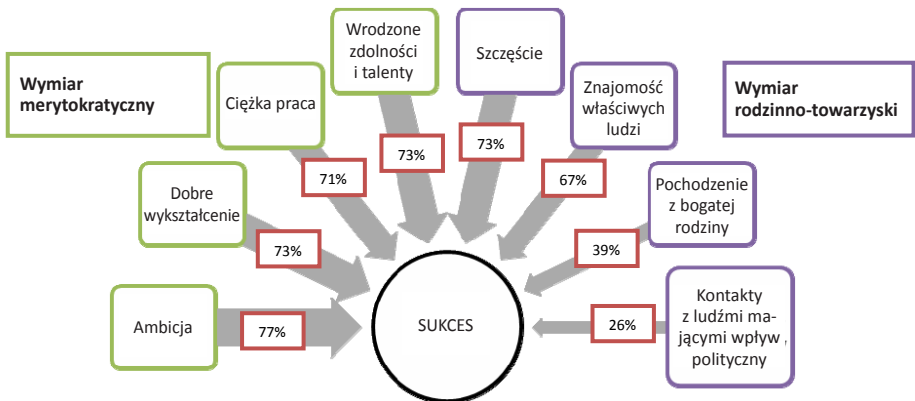 Wymiar
merytokratyczny
Ciężka praca
Wrodzone
zdolności
i talenty
Szczęście
Znajomość
właściwych
ludzi
Wymiar
rodzinno-towarzyski
Dobre
wykształcenie
71%
73%
73%
67%
Pochodzenie
z bogatej
rodziny
73%
39%
Ambicja
77%
SUKCES
26%
Kontakty
z ludźmi ma-
jącymi wpływ
polityczny